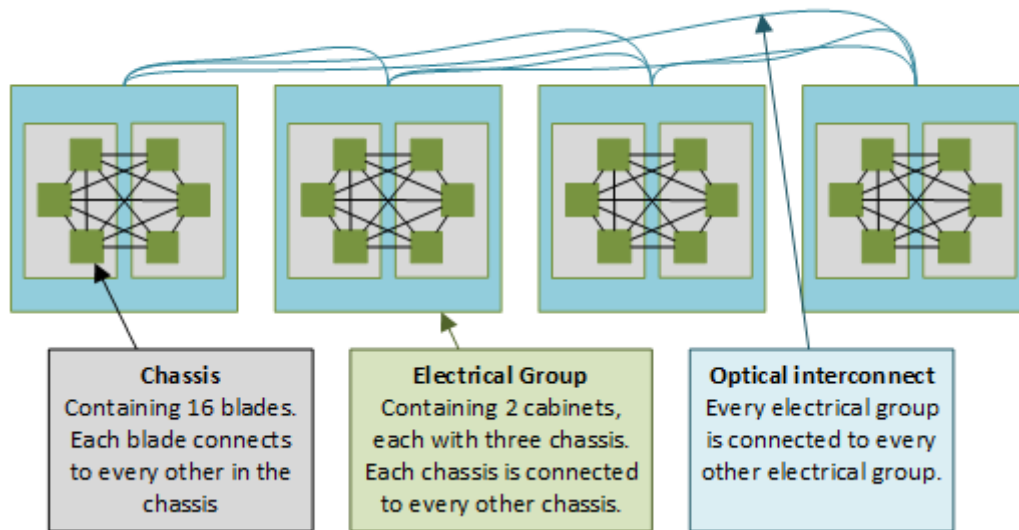 Chassis
Containing 16 blades.
Each blade connects
to every other in the
chassis
Electrical Group
Containing 2 cabinets,
each with three chassis.
Each chassis is connected
to every other chassis.
Optical interconnect
Every electrical group
is connected to every
other electrical group.